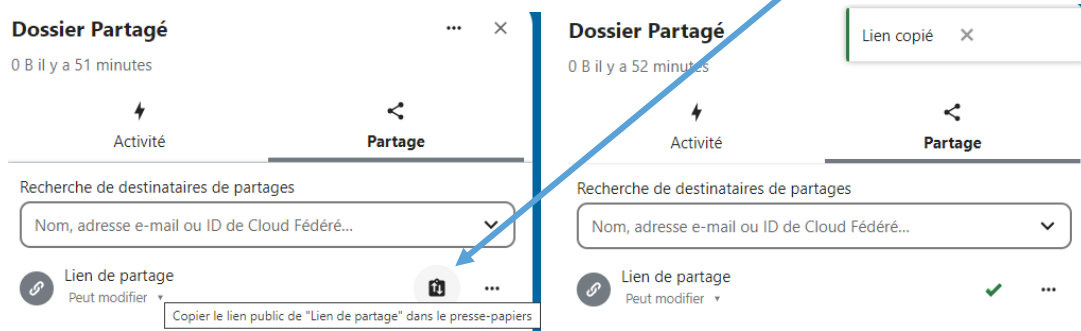 Dossier Partagé
0 B il y a 51 minutes
Activité
Partage
Recherche de destinataires de partages
Nom, adresse e-mail ou ID de Cloud Fédéré...
Lien de partage
Peut modifier
Copier le lien public de "Lien de partage" dans le presse-papiers
Dossier Partagé
Lien copié
0 B il y a 52 minutes
Activité
Partage
Recherche de destinataires de partages
Nom, adresse e-mail ou ID de Cloud Fédéré...
Lien de partage
Peut modifier